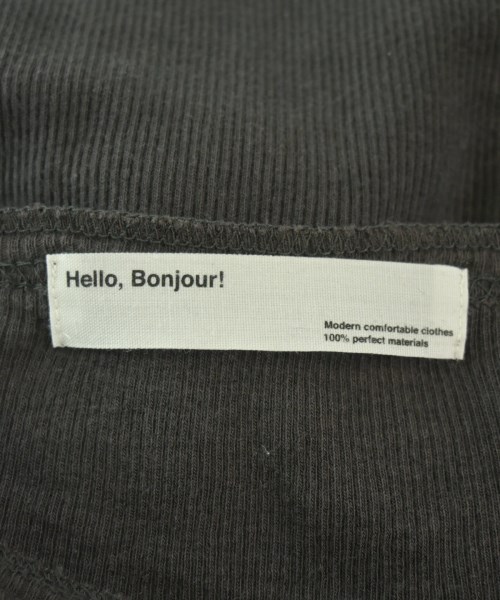 Hello, Bonjour!
Modern comfortable clothes
100% perfect materials